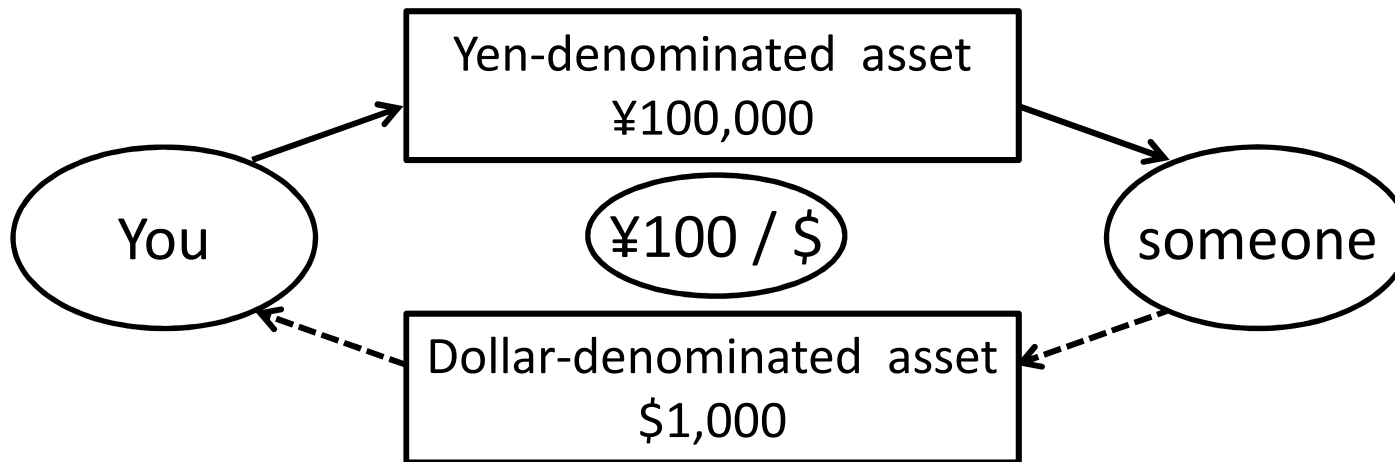 Yen-denominated asset
¥100,000
You
¥100 / $
someone
Dollar-denominated asset
$1,000